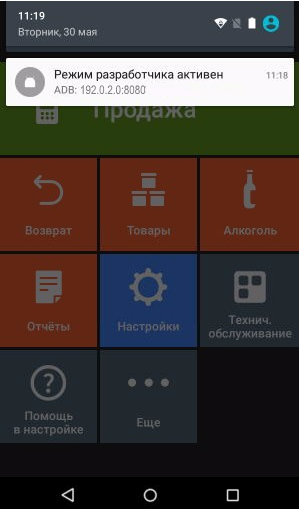 11:19
Вторник, 30 мая
Режим разработчика активен
11:18
ADB: 192.0.2.0:8080
Продажа
Возврат
Товары
Алкоголь
Отчёты
Настройки
Технич.
обслуживание
Помощь
в настройке
Еще